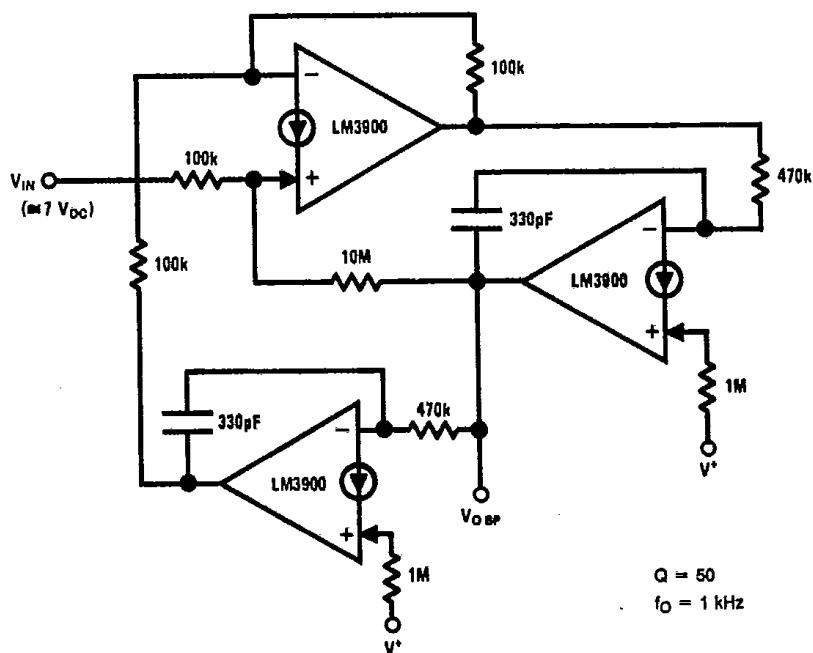 100k
−
LM3900
+
100k
V_IN
(≅7 V_DC)
470k
330pF
−
LM3900
+
10M
100k
1M
V+
330pF
470k
−
LM3900
+
1M
V+
V_O BP
Q = 50
f_O = 1 kHz